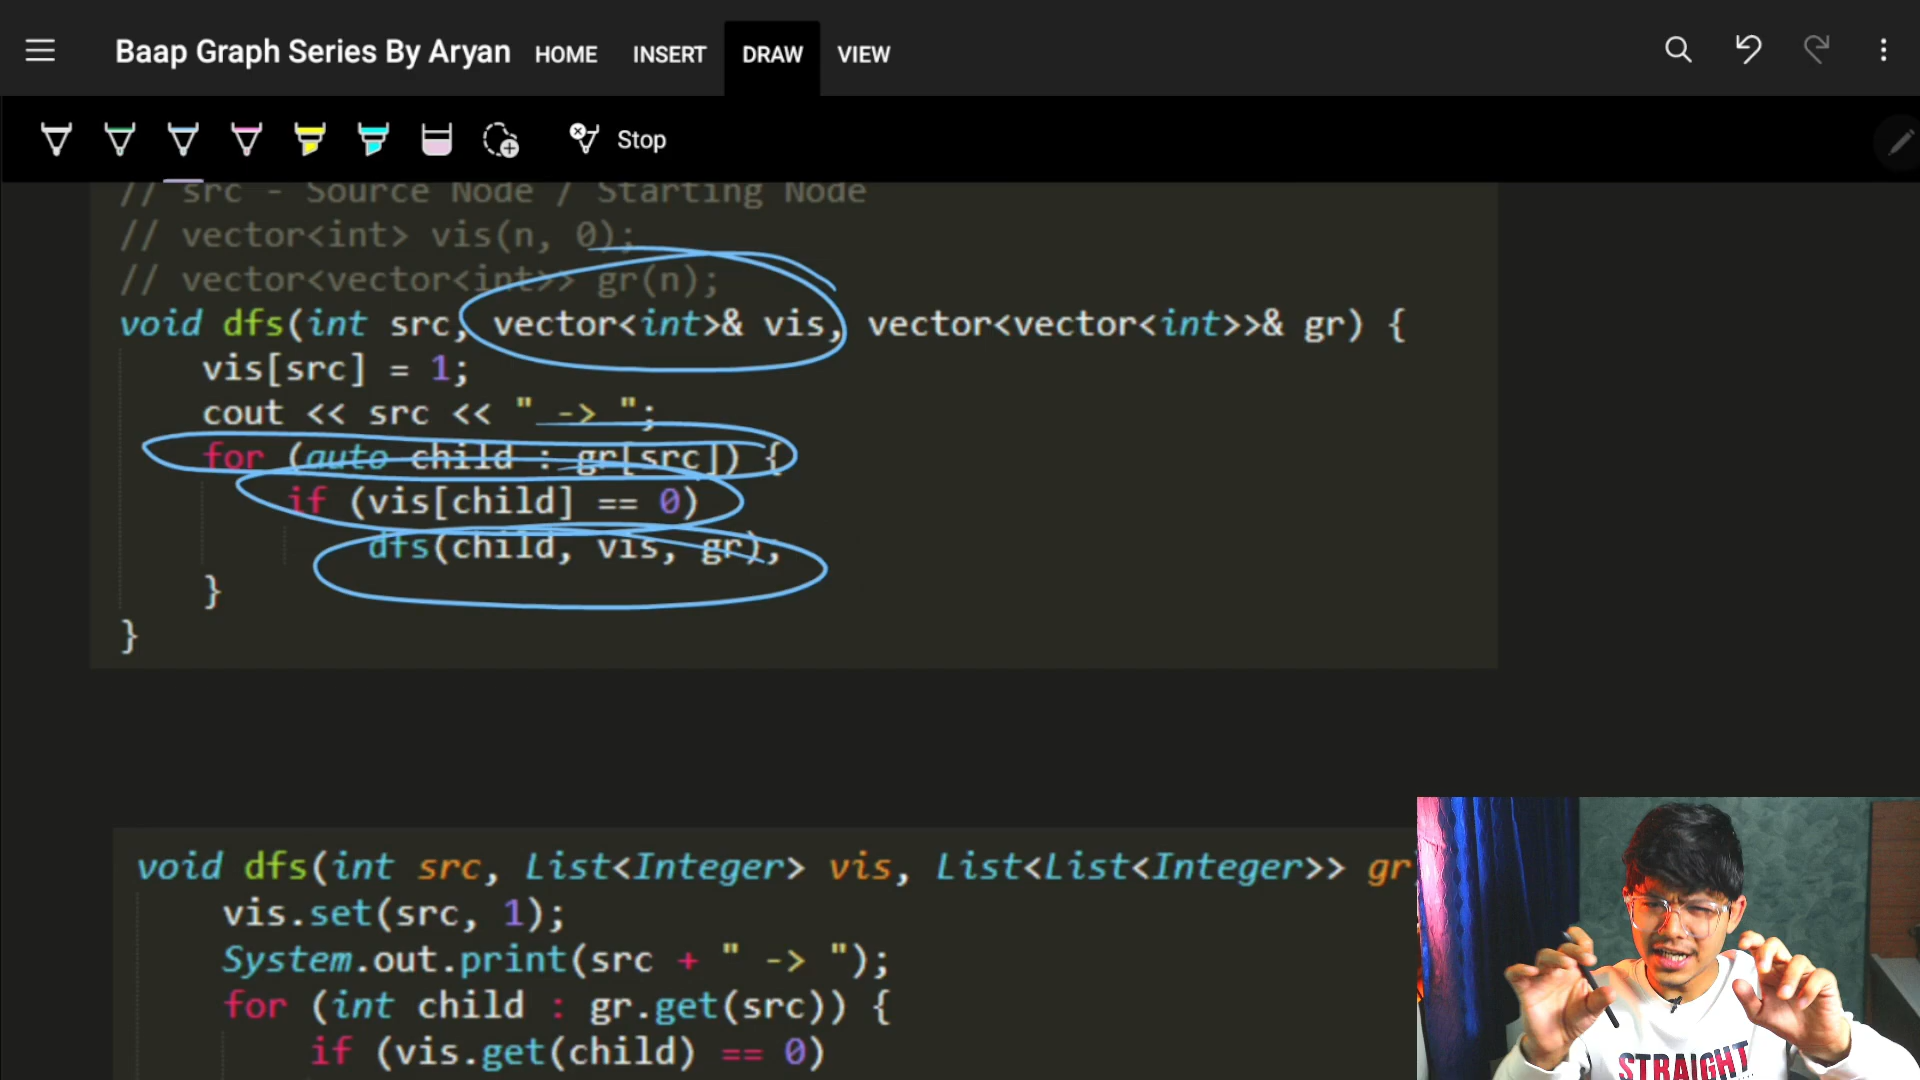 Baap Graph Series By Aryan HOME INSERT DRAW VIEW
Stop
// src - Source Node / Starting Node
// vector<int> vis(n, 0);
// vector<vector<int>> gr(n);
void dfs(int src, vector<int>& vis, vector<vector<int>>& gr) {
vis[src] = 1;
cout << src << " -> ";
for (auto child : gr[src]) {
if (vis[child] == 0)
dfs(child, vis, gr);
}
}
void dfs(int src, List<Integer> vis, List<List<Integer>> gr
vis.set(src, 1);
System.out.print(src + " -> ");
for (int child : gr.get(src)) {
if (vis.get(child) == 0)
STRAIGHT